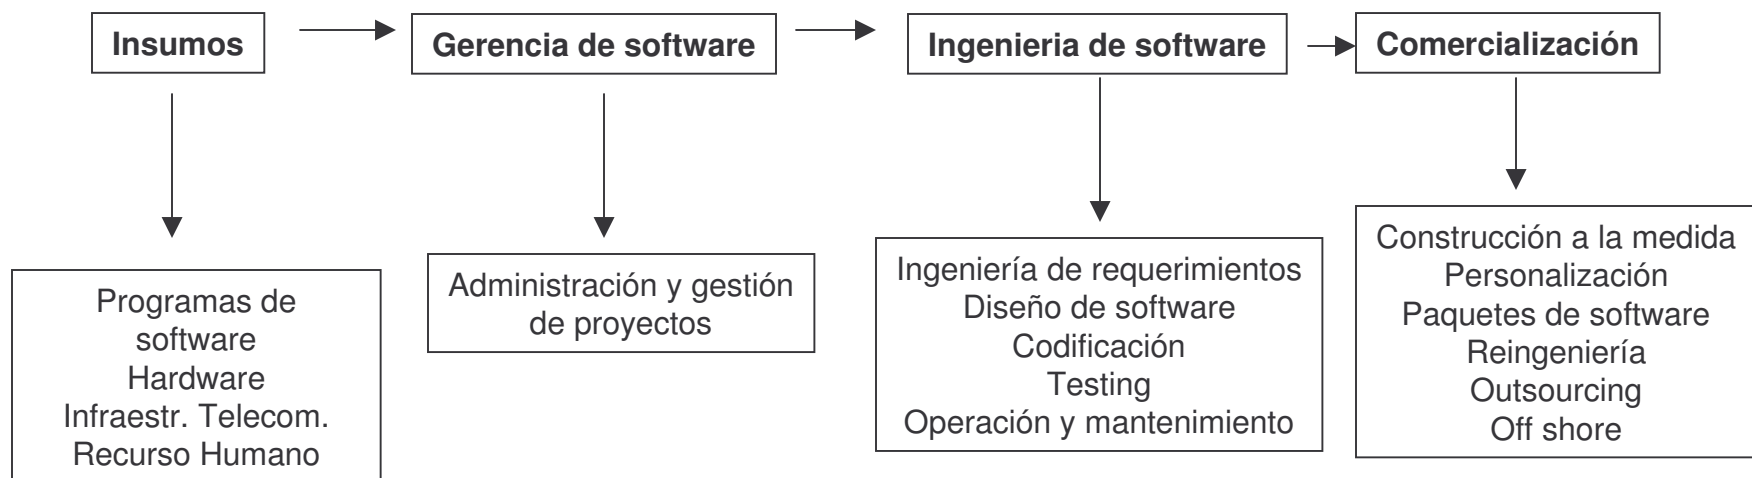 Insumos
Gerencia de software
Ingenieria de software
Comercialización
Programas de
software
Hardware
Infraestr. Telecom.
Recurso Humano
Administración y gestión
de proyectos
Ingeniería de requerimientos
Diseño de software
Codificación
Testing
Operación y mantenimiento
Construcción a la medida
Personalización
Paquetes de software
Reingeniería
Outsourcing
Off shore